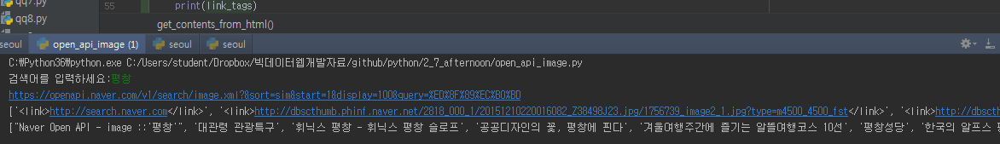 qq7.py
qq8.py
55 print(link_tags)
get_contents_from_html()
seoul open_api_image (1) seoul seoul
C:\Python36\python.exe C:/Users/student/Dropbox/빅데이터웹개발자료/github/python/2_7_afternoon/open_api_image.py
검색어를 입력하세요:평창
https://openapi.naver.com/v1/search/image.xml?&sort=sim&start=1&display=100&query=%ED%8F%89%EC%B0%BD
['<link>http://search.naver.com</link>', '<link>http://dbscthumb.phinf.naver.net/2818_000_1/20151210220016082_Z38498J23.jpg/1756739_image2_1.jpg?type=m4500_4500_fst</link>', '<link>http://dbsc
["Naver Open API - image ::'평창'", '대관령 관광특구', '휘닉스 평창 - 휘닉스 평창 슬로프', '공공디자인의 꽃, 평창에 핀다', '겨울여행주간에 즐기는 알뜰여행코스 10선', '평창성당', '한국의 알프스